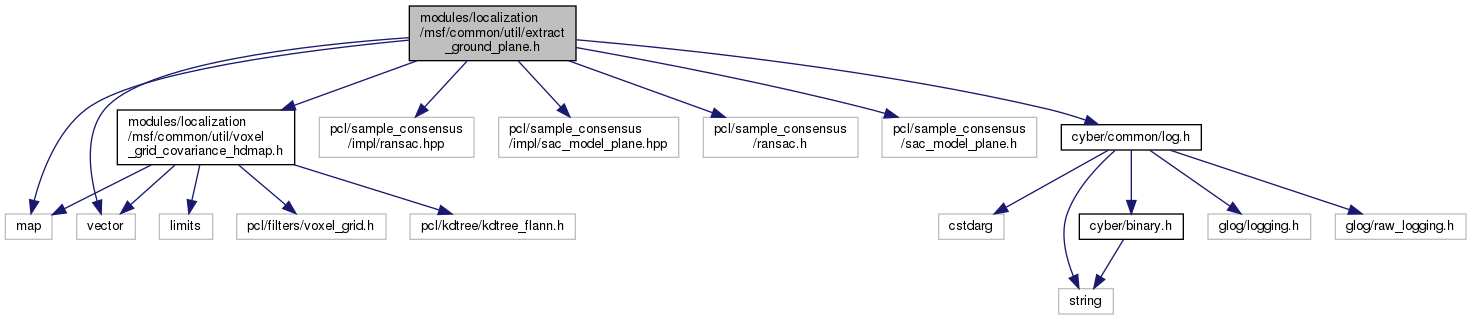 modules/localization
/msf/common/util/extract
_ground_plane.h
modules/localization
/msf/common/util/voxel
_grid_covariance_hdmap.h
pcl/sample_consensus
/impl/ransac.hpp
pcl/sample_consensus
/impl/sac_model_plane.hpp
pcl/sample_consensus
/ransac.h
pcl/sample_consensus
/sac_model_plane.h
cyber/common/log.h
map
vector
limits
pcl/filters/voxel_grid.h
pcl/kdtree/kdtree_flann.h
cstdarg
cyber/binary.h
glog/logging.h
glog/raw_logging.h
string